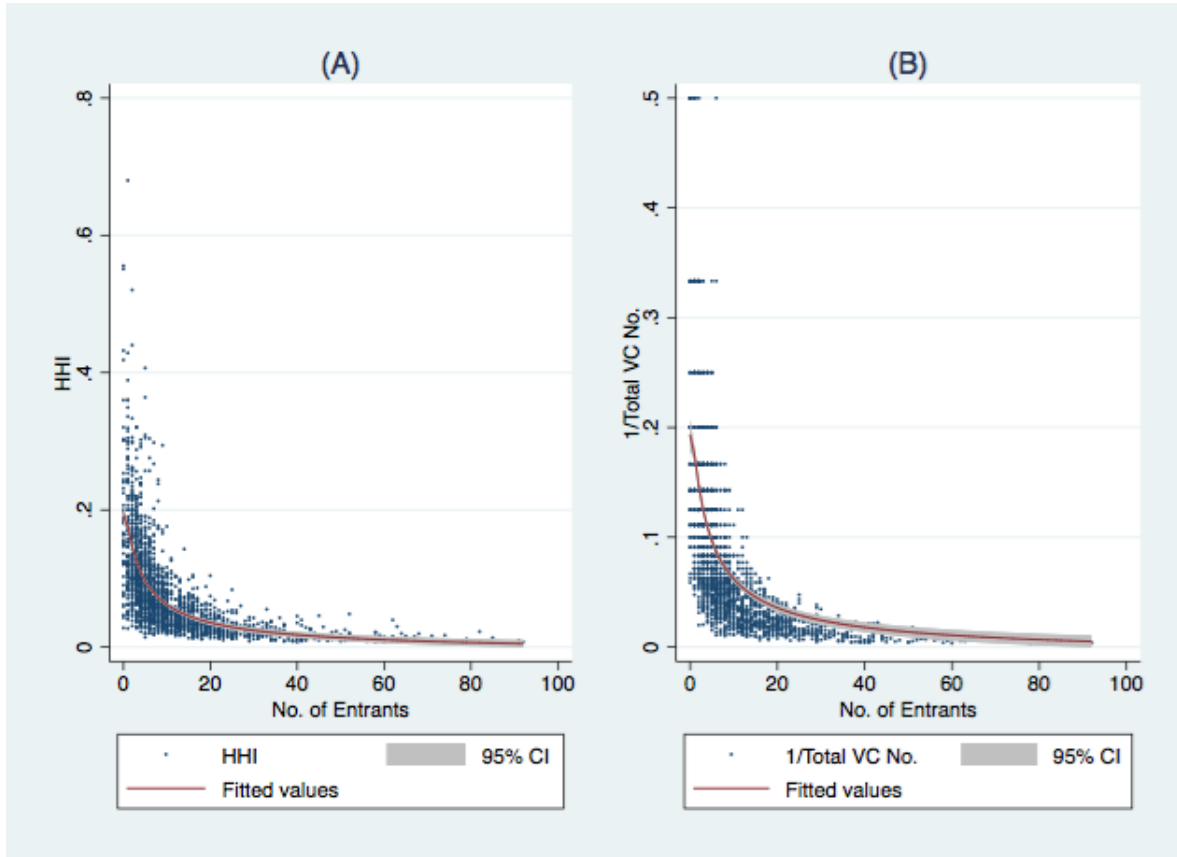 (A)
HHI
.8
.6
.4
.2
0
0 20 40 60 80 100
No. of Entrants
HHI 95% CI
Fitted values
(B)
1/Total VC No.
.5
.4
.3
.2
.1
0
0 20 40 60 80 100
No. of Entrants
1/Total VC No. 95% CI
Fitted values